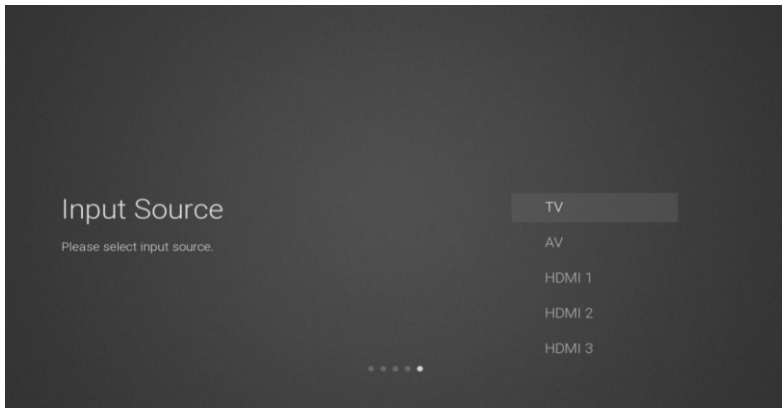 Input Source
Please select input source.
TV
AV
HDMI 1
HDMI 2
HDMI 3